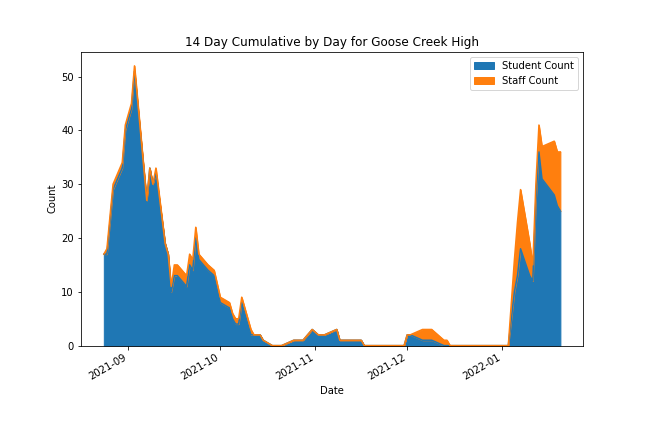 14 Day Cumulative by Day for Goose Creek High
Student Count
Staff Count
50
40
30
20
10
0
Count
2021-09
2021-10
2021-11
2021-12
2022-01
Date